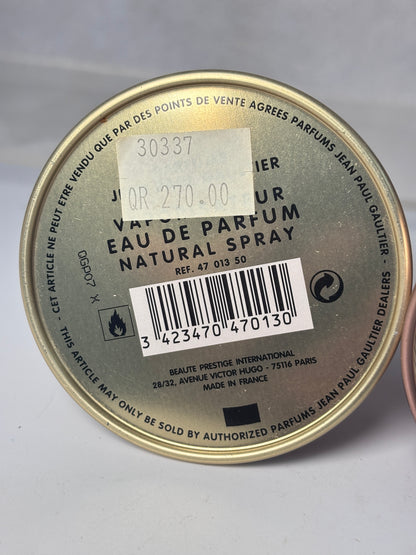 - CET ARTICLE NE PEUT ÊTRE VENDU QUE PAR DES POINTS DE VENTE AGREES PARFUMS JEAN PAUL GAULTIER -
THIS ARTICLE MAY ONLY BE SOLD BY AUTHORIZED PARFUMS JEAN PAUL GAULTIER DEALERS
30337
QR 270.00
EAU DE PARFUM
NATURAL SPRAY
REF. 47 013 50
QGP07 X
3 423470 470130
BEAUTE PRESTIGE INTERNATIONAL
28/32, AVENUE VICTOR HUGO - 75116 PARIS
MADE IN FRANCE